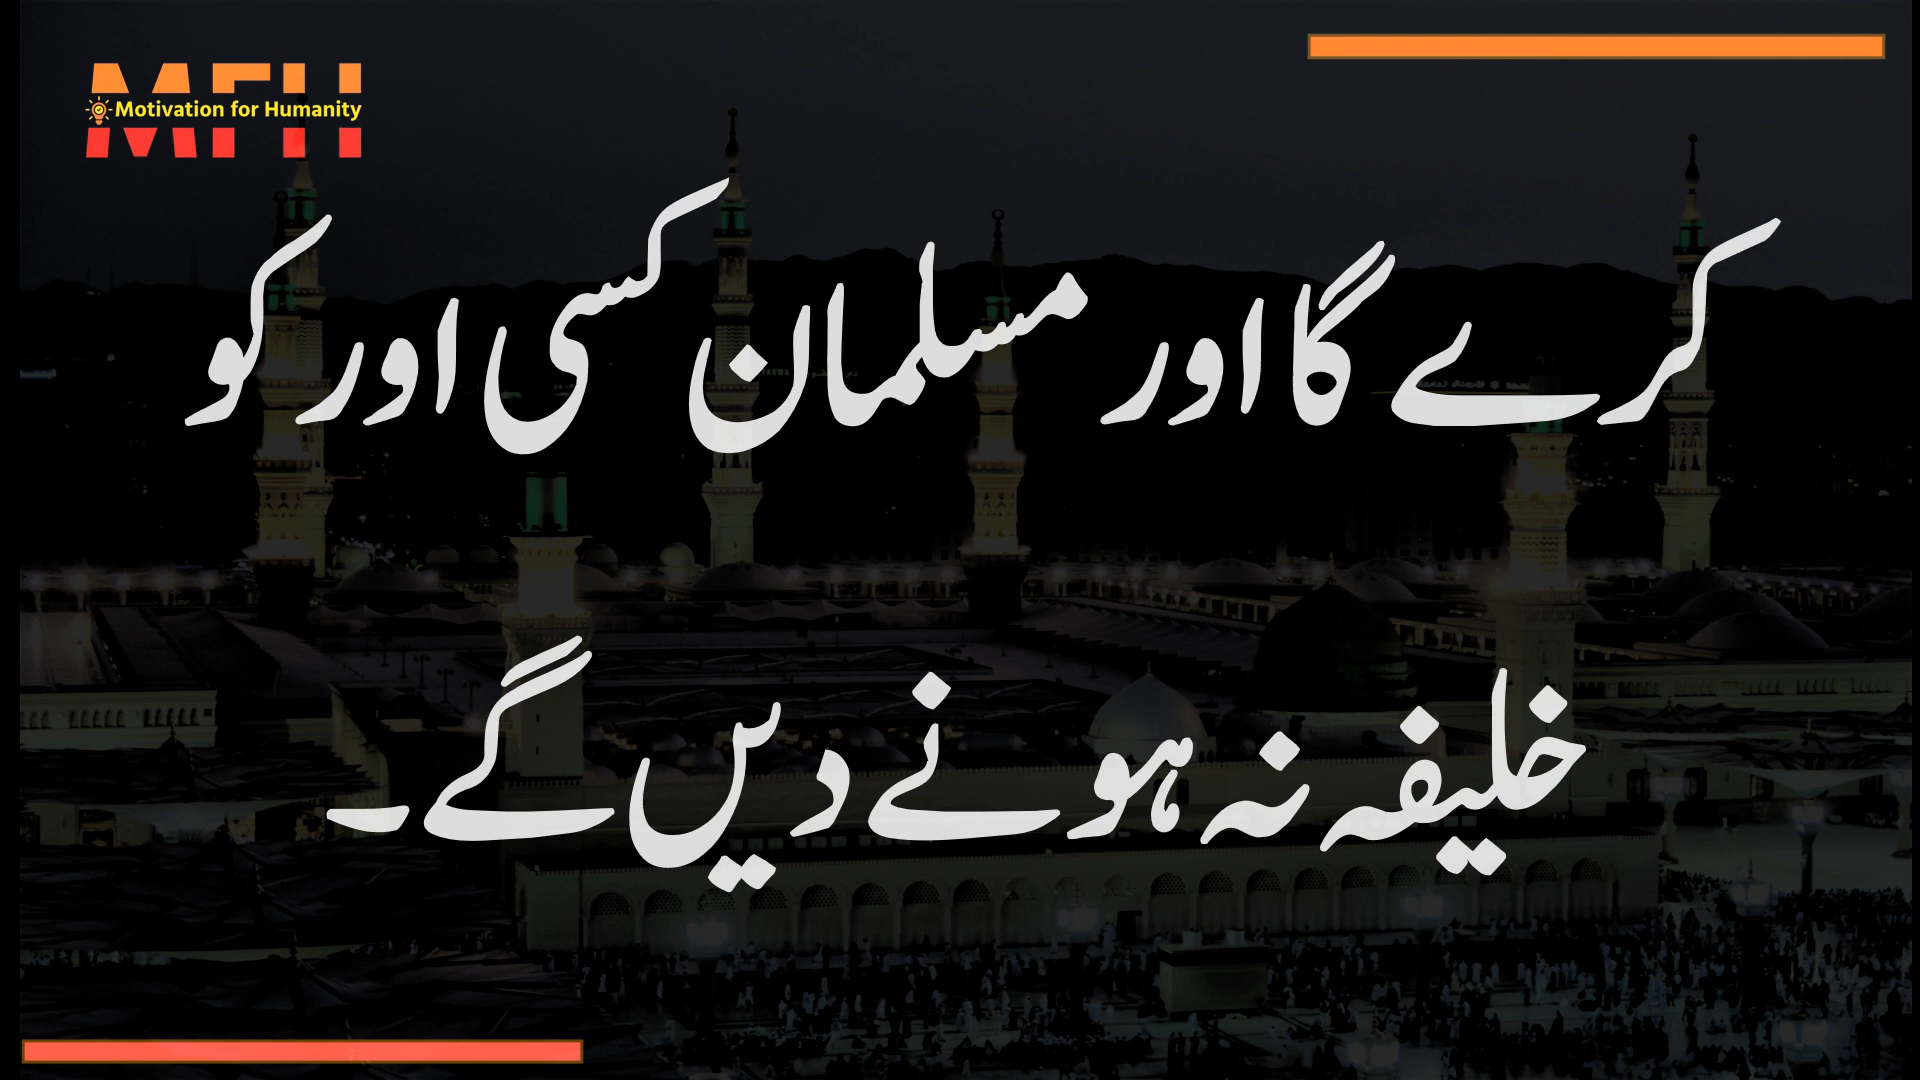 MFH
Motivation for Humanity
کرے گا اور مسلمان کسی اور کو
خلیفہ نہ ہونے دیں گے۔